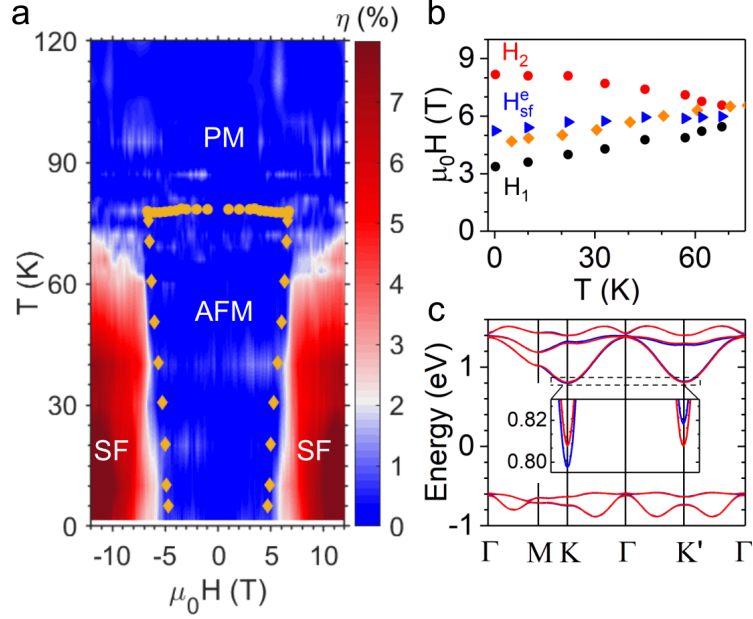 a
η (%)
120
90
60
30
0
T (K)
PM
AFM
SF
SF
-10 -5 0 5 10
μ₀H (T)
7
6
5
4
3
2
1
0
b
9
6
3
0
μ₀H (T)
H₂
Hₛfᵉ
H₁
0 20 40 60
T (K)
c
1
0
-1
Energy (eV)
0.82
0.80
Γ M K Γ K' Γ